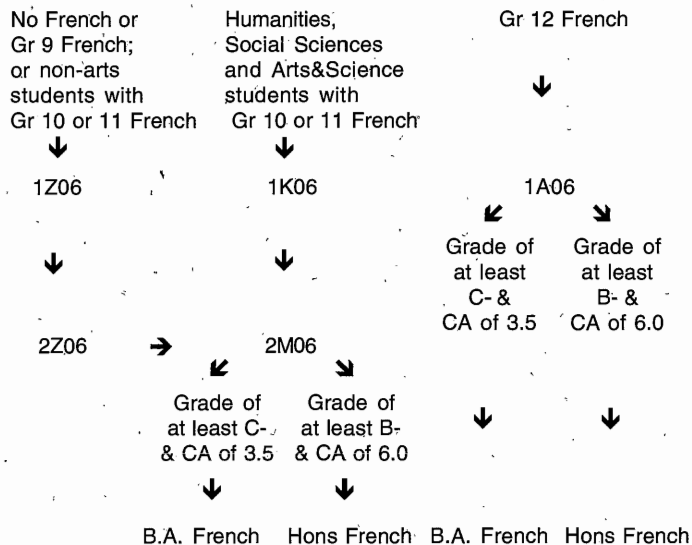 No French or
Gr 9 French;
or non-arts
students with
Gr 10 or 11 French
Humanities,
Social Sciences
and Arts&Science
students with
Gr 10 or 11 French
Gr 12 French
1Z06
1K06
1A06
Grade of
at least
C- &
CA of 3.5
Grade of
at least
B- &
CA of 6.0
2Z06
2M06
Grade of
at least C-
& CA of 3.5
Grade of
at least B-
& CA of 6.0
B.A. French
Hons French
B.A. French
Hons French